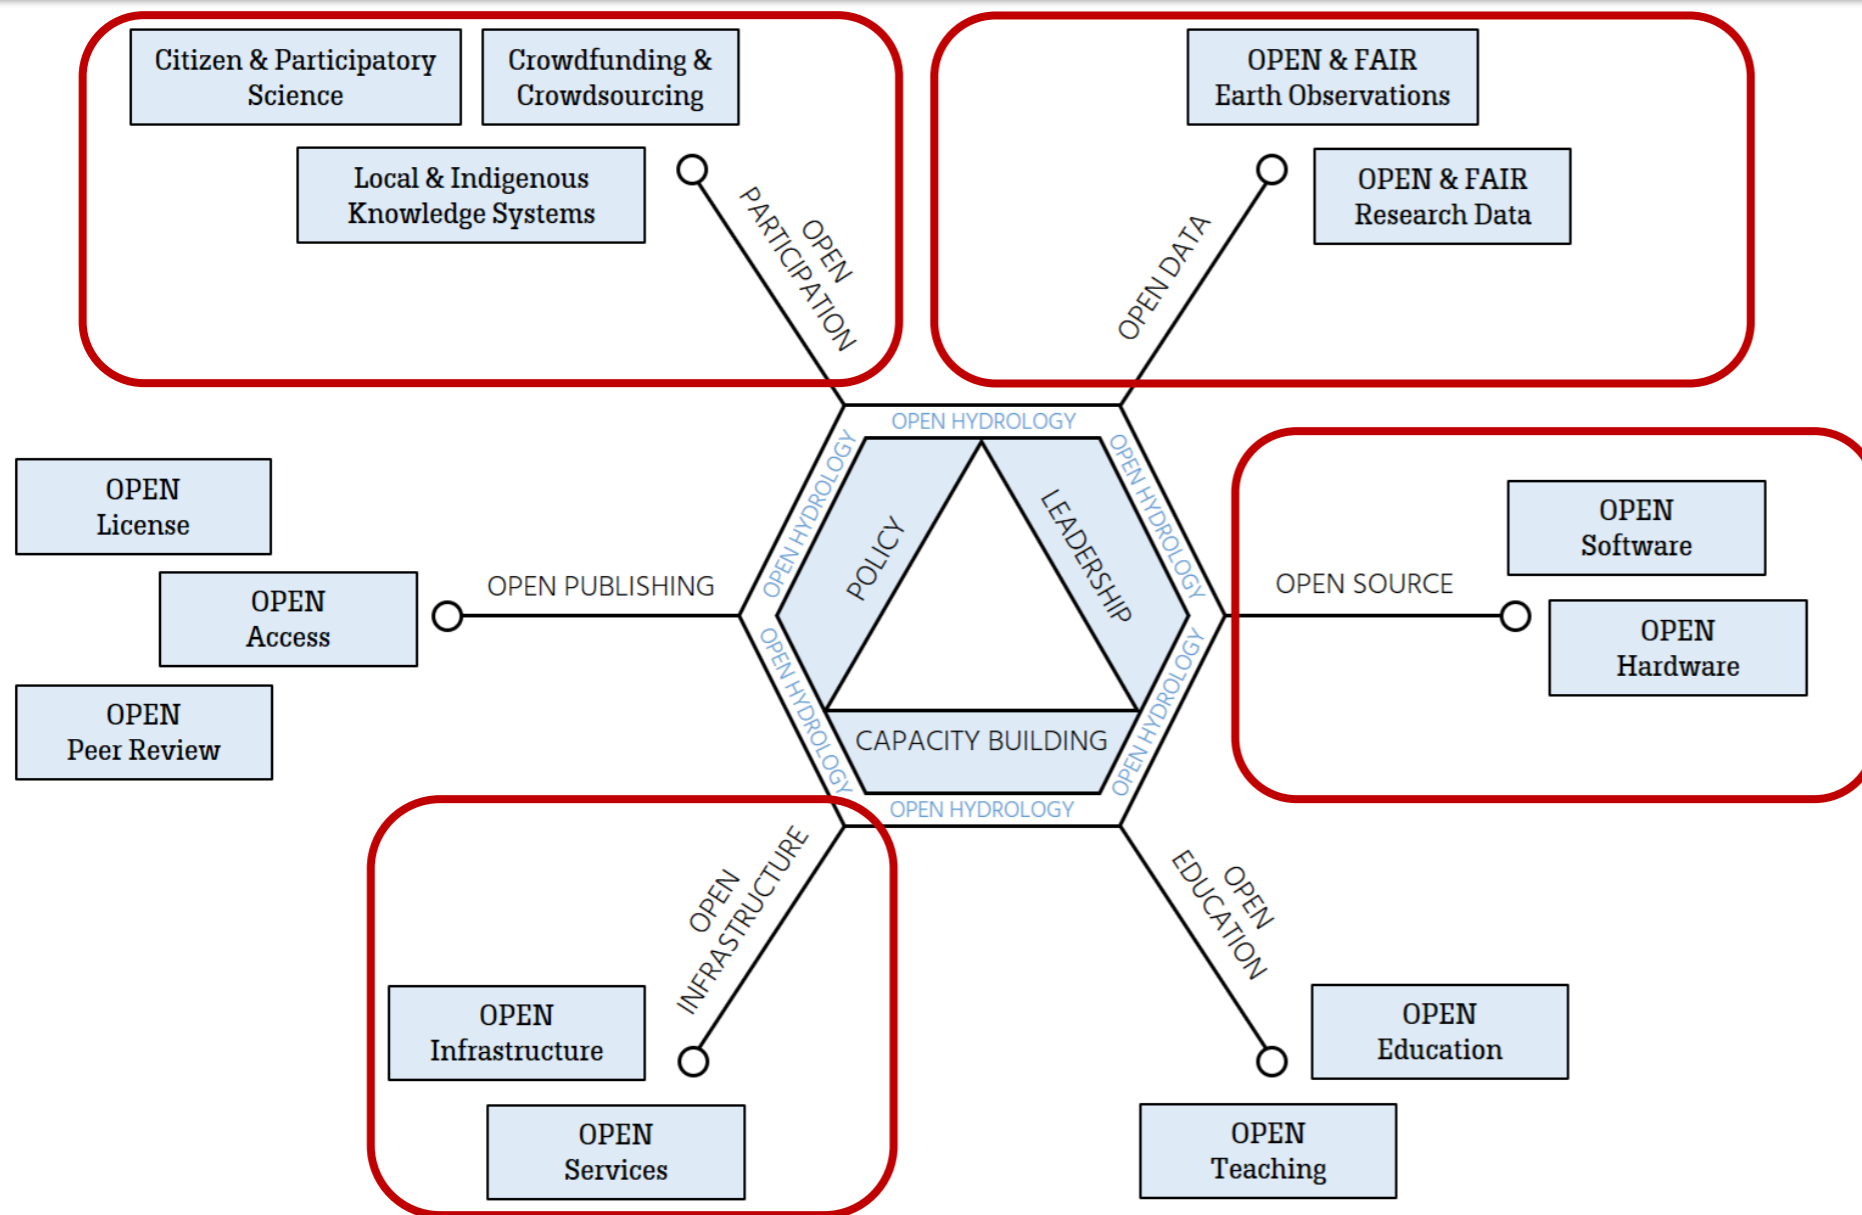 Citizen & Participatory
Science
Crowdfunding &
Crowdsourcing
Local & Indigenous
Knowledge Systems
OPEN
PARTICIPATION
OPEN & FAIR
Earth Observations
OPEN & FAIR
Research Data
OPEN DATA
OPEN HYDROLOGY
OPEN HYDROLOGY
OPEN HYDROLOGY
POLICY
LEADERSHIP
CAPACITY BUILDING
OPEN HYDROLOGY
OPEN HYDROLOGY
OPEN HYDROLOGY
OPEN
License
OPEN
Access
OPEN
Peer Review
OPEN PUBLISHING
OPEN SOURCE
OPEN
Software
OPEN
Hardware
OPEN
INFRASTRUCTURE
OPEN
Infrastructure
OPEN
Services
OPEN
EDUCATION
OPEN
Education
OPEN
Teaching